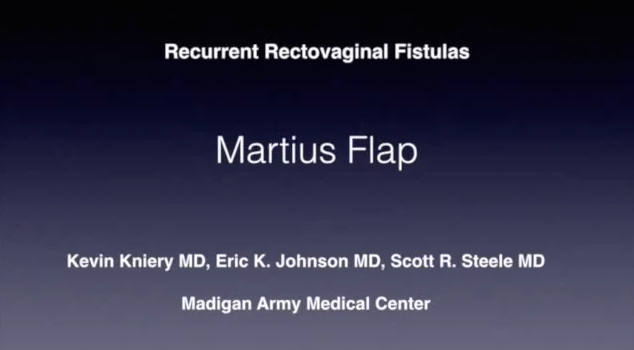 Recurrent Rectovaginal Fistulas
Martius Flap
Kevin Kniery MD, Eric K. Johnson MD, Scott R. Steele MD
Madigan Army Medical Center